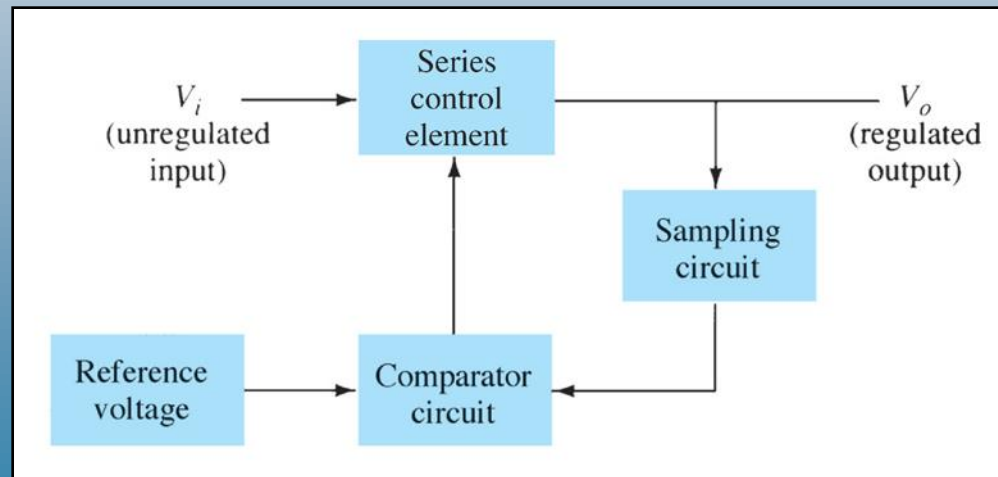 V_i
(unregulated
input)
Series
control
element
V_o
(regulated
output)
Sampling
circuit
Reference
voltage
Comparator
circuit